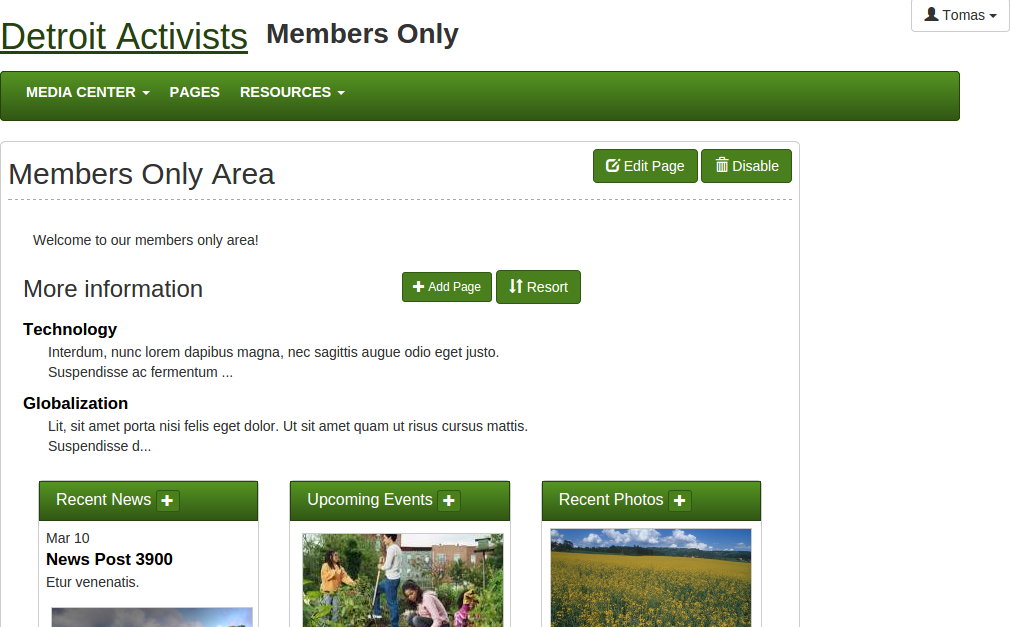 Tomas
Detroit Activists Members Only
MEDIA CENTER PAGES RESOURCES
Members Only Area
Edit Page Disable
Welcome to our members only area!
More information
Add Page Resort
Technology
Interdum, nunc lorem dapibus magna, nec sagittis augue odio eget justo.
Suspendisse ac fermentum ...
Globalization
Lit, sit amet porta nisi felis eget dolor. Ut sit amet quam ut risus cursus mattis.
Suspendisse d...
Recent News
Mar 10
News Post 3900
Etur venenatis.
Upcoming Events
Recent Photos